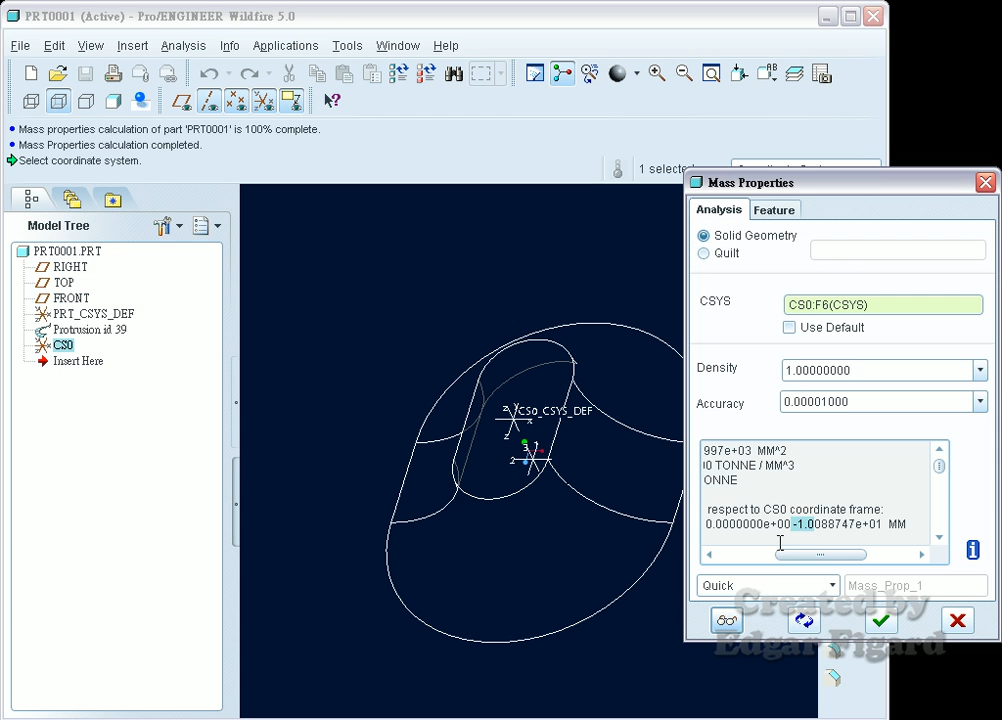 PRT0001 (Active) - Pro/ENGINEER Wildfire 5.0
File Edit View Insert Analysis Info Applications Tools Window Help
Mass properties calculation of part 'PRT0001' is 100% complete.
Mass Properties calculation completed.
Select coordinate system.
1 selected
Model Tree
PRT0001.PRT
RIGHT
TOP
FRONT
PRT_CSYS_DEF
Protrusion id 39
CS0
Insert Here
CS0_CSYS_DEF
z
Y
x
z
3
1
2
Mass Properties
Analysis Feature
Solid Geometry
Quilt
CSYS CS0:F6(CSYS)
Use Default
Density 1.00000000
Accuracy 0.00001000
997e+03 MM^2
0 TONNE / MM^3
ONNE
respect to CS0 coordinate frame:
0.0000000e+00 -1.0088747e+01 MM
Quick Mass_Prop_1
Created by
Edgar Figard